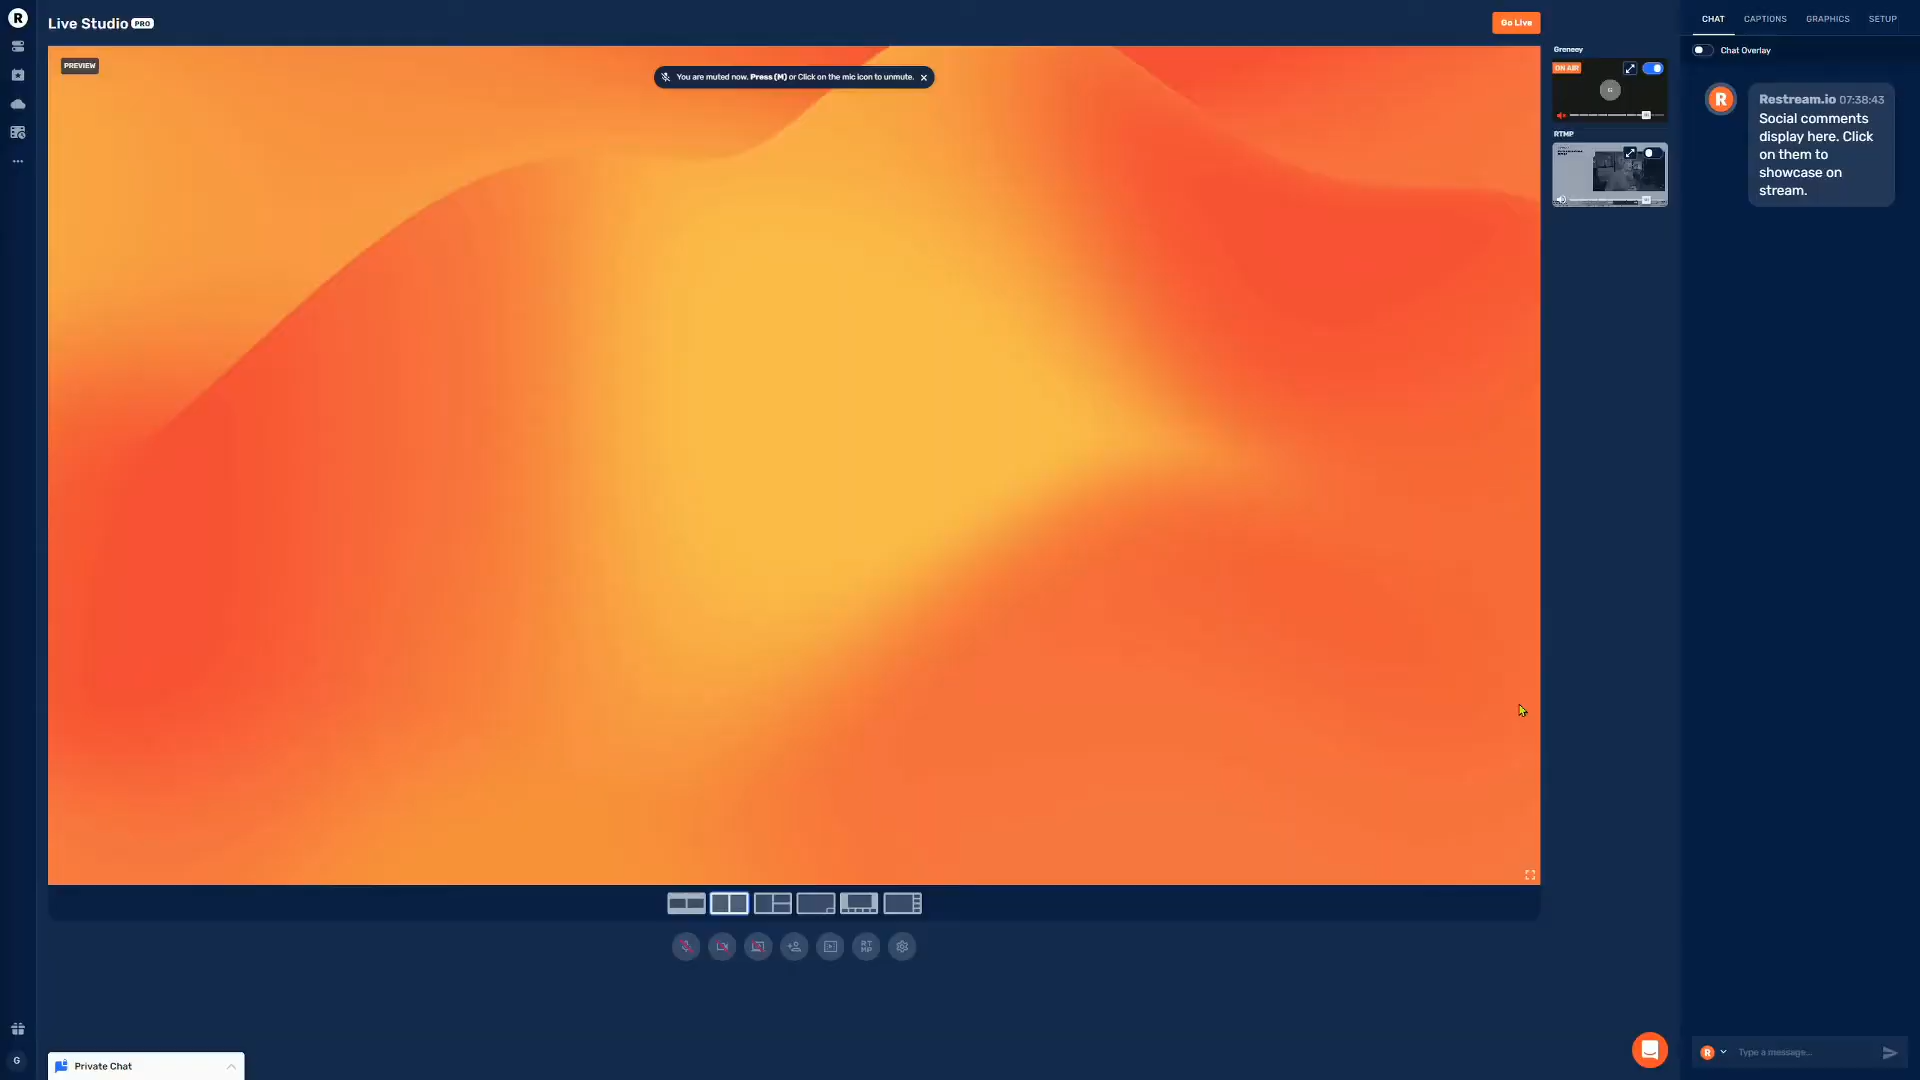 R
Live Studio PRO
Go Live
CHAT
CAPTIONS
GRAPHICS
SETUP
Chat Overlay
PREVIEW
You are muted now. Press (M) or Click on the mic icon to unmute.
Greneey
ON AIR
G
RTMP
R
Restream.io 07:38:43
Social comments
display here. Click
on them to
showcase on
stream.
RT
MP
G
Private Chat
R
Type a message...